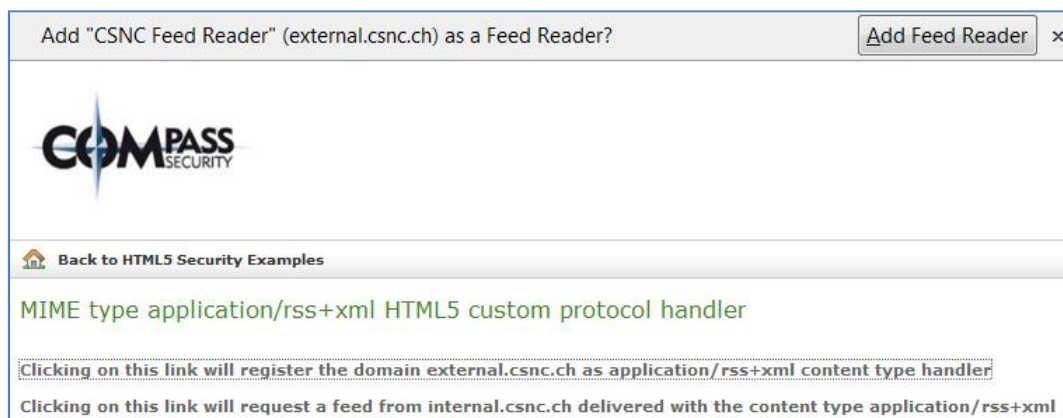 Add "CSNC Feed Reader" (external.csnc.ch) as a Feed Reader?
Add Feed Reader ×
COMPASS
SECURITY
Back to HTML5 Security Examples
MIME type application/rss+xml HTML5 custom protocol handler
Clicking on this link will register the domain external.csnc.ch as application/rss+xml content type handler
Clicking on this link will request a feed from internal.csnc.ch delivered with the content type application/rss+xml